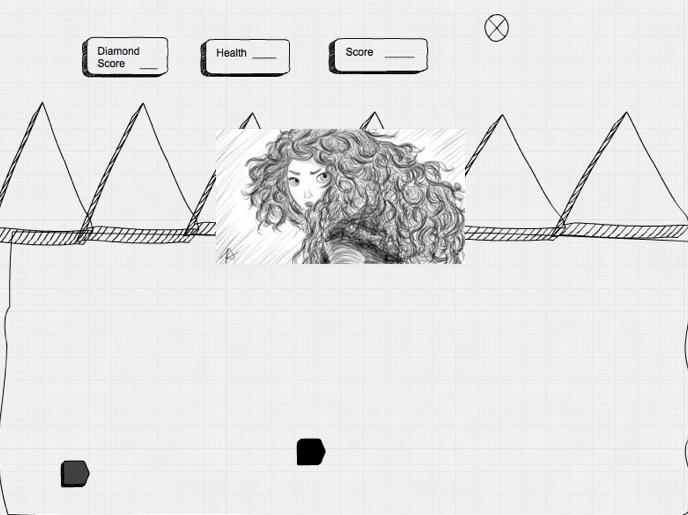 Diamond
Score ___
Health ____
Score _____